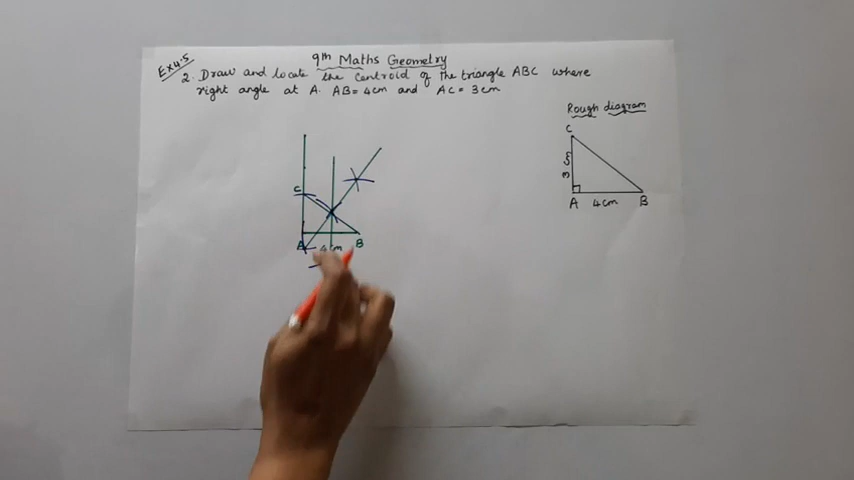 Ex 4.5
9th Maths Geometry
2. Draw and locate the centroid of the triangle ABC where
right angle at A. AB = 4cm and AC = 3cm
Rough diagram
C
3 cm
A 4cm B
C
A 4cm B